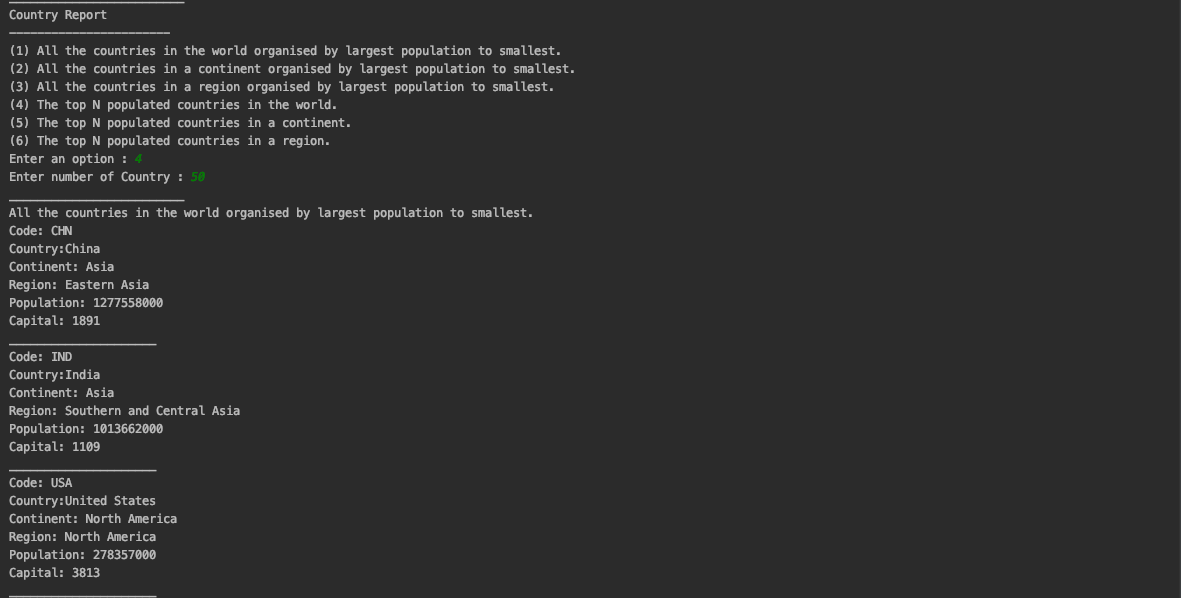 Country Report
-----------------------
(1) All the countries in the world organised by largest population to smallest.
(2) All the countries in a continent organised by largest population to smallest.
(3) All the countries in a region organised by largest population to smallest.
(4) The top N populated countries in the world.
(5) The top N populated countries in a continent.
(6) The top N populated countries in a region.
Enter an option : 4
Enter number of Country : 50
_________________________
All the countries in the world organised by largest population to smallest.
Code: CHN
Country:China
Continent: Asia
Region: Eastern Asia
Population: 1277558000
Capital: 1891
_____________________
Code: IND
Country:India
Continent: Asia
Region: Southern and Central Asia
Population: 1013662000
Capital: 1109
_____________________
Code: USA
Country:United States
Continent: North America
Region: North America
Population: 278357000
Capital: 3813
_____________________